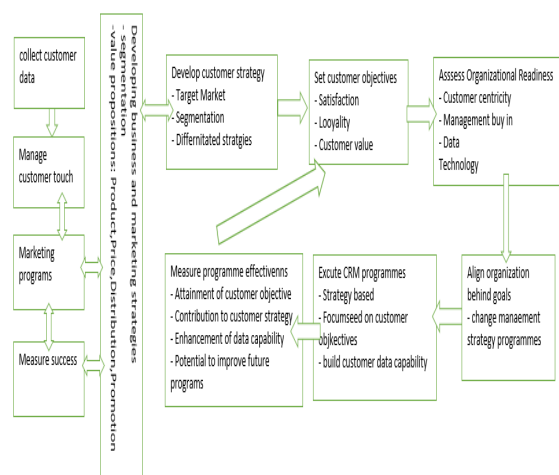 collect customer
data
Manage
customer touch
Marketing
programs
Measure success
Developing business and marketing strategies
- segmentation
-value propositions: Product,Price,Distribution,Promotion
Develop customer strategy
- Target Market
- Segmentation
- Differnitated stratgies
Set customer objectives
- Satisfaction
- Looyality
- Customer value
Asssess Organizational Readiness
- Customer centricity
- Management buy in
- Data
Technology
Measure programme effectivenns
- Attainment of customer objective
- Contribution to customer strategy
- Enhancement of data capability
- Potential to improve future
programs
Excute CRM programmes
- Strategy based
- Focumseed on customer
objkectives
- build customer data capability
Align organization
behind goals
- change manaement
strategy programmes